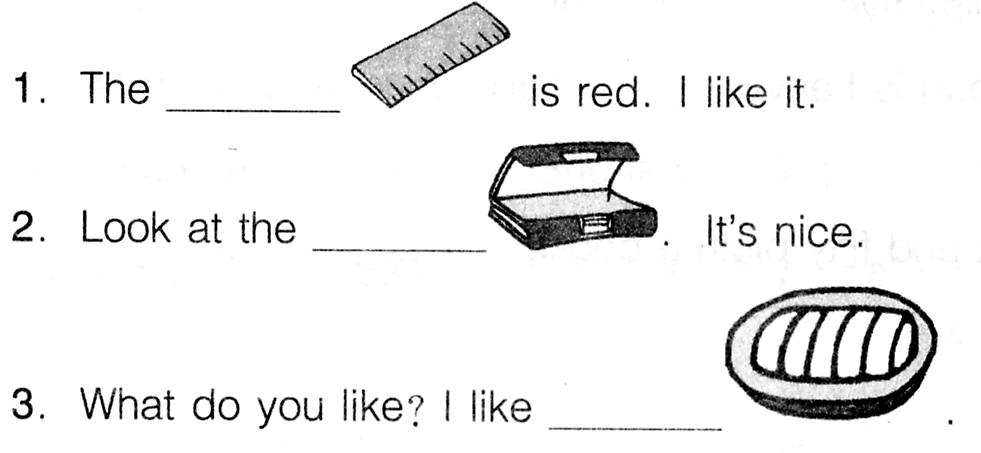 1. The ________ is red. I like it.
2. Look at the ________. It's nice.
3. What do you like? I like ________.